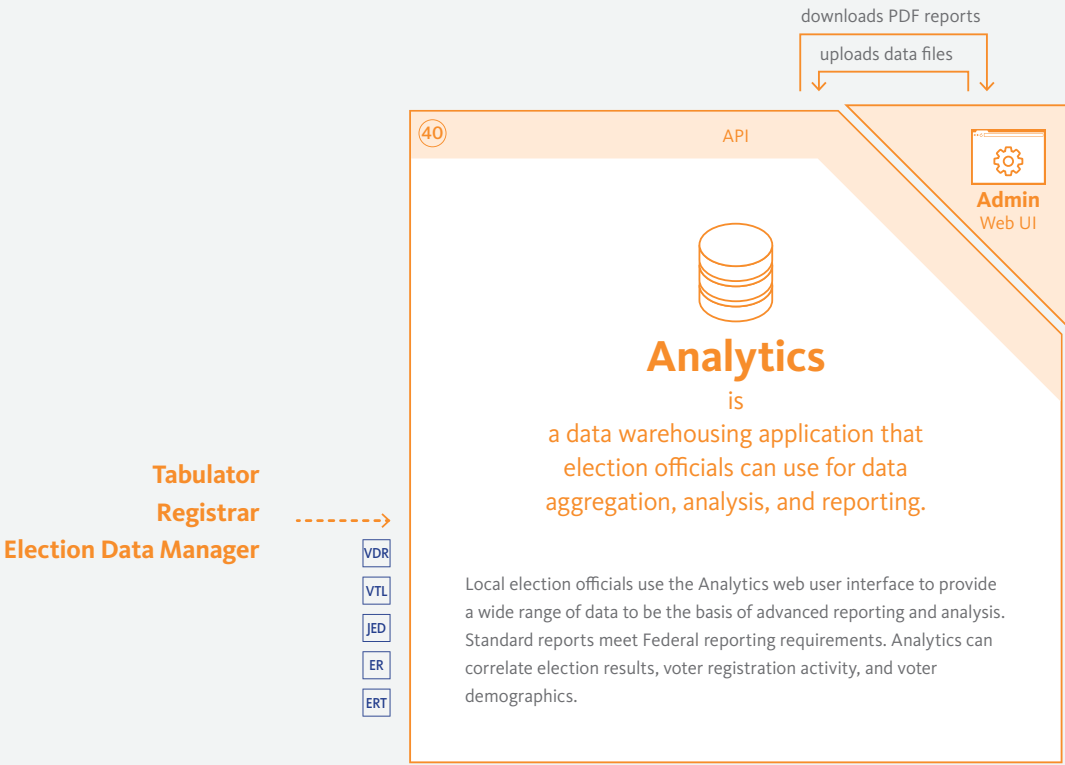 downloads PDF reports
uploads data files
40
API
Admin
Web UI
Analytics
is
a data warehousing application that
election officials can use for data
aggregation, analysis, and reporting.
Tabulator
Registrar
Election Data Manager
VDR
VTL
JED
ER
ERT
Local election officials use the Analytics web user interface to provide
a wide range of data to be the basis of advanced reporting and analysis.
Standard reports meet Federal reporting requirements. Analytics can
correlate election results, voter registration activity, and voter
demographics.